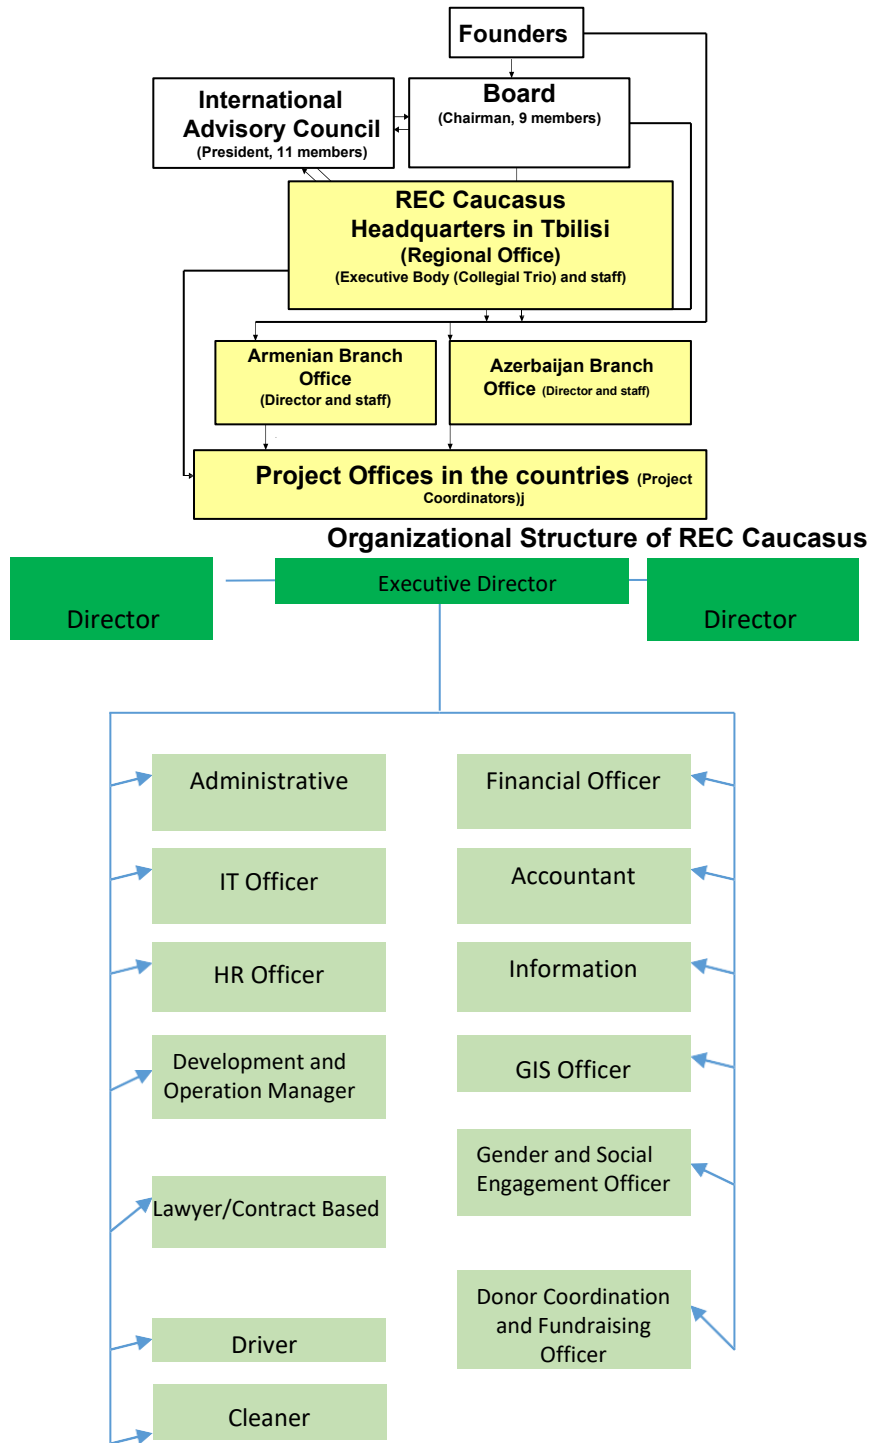 Founders
International
Advisory Council
(President, 11 members)
Board
(Chairman, 9 members)
REC Caucasus
Headquarters in Tbilisi
(Regional Office)
(Executive Body (Collegial Trio) and staff)
Armenian Branch
Office
(Director and staff)
Azerbaijan Branch
Office (Director and staff)
Project Offices in the countries (Project
Coordinators)j
Organizational Structure of REC Caucasus
Director
Executive Director
Director
Administrative
Financial Officer
IT Officer
Accountant
HR Officer
Information
Development and
Operation Manager
GIS Officer
Gender and Social
Engagement Officer
Lawyer/Contract Based
Donor Coordination
and Fundraising
Officer
Driver
Cleaner